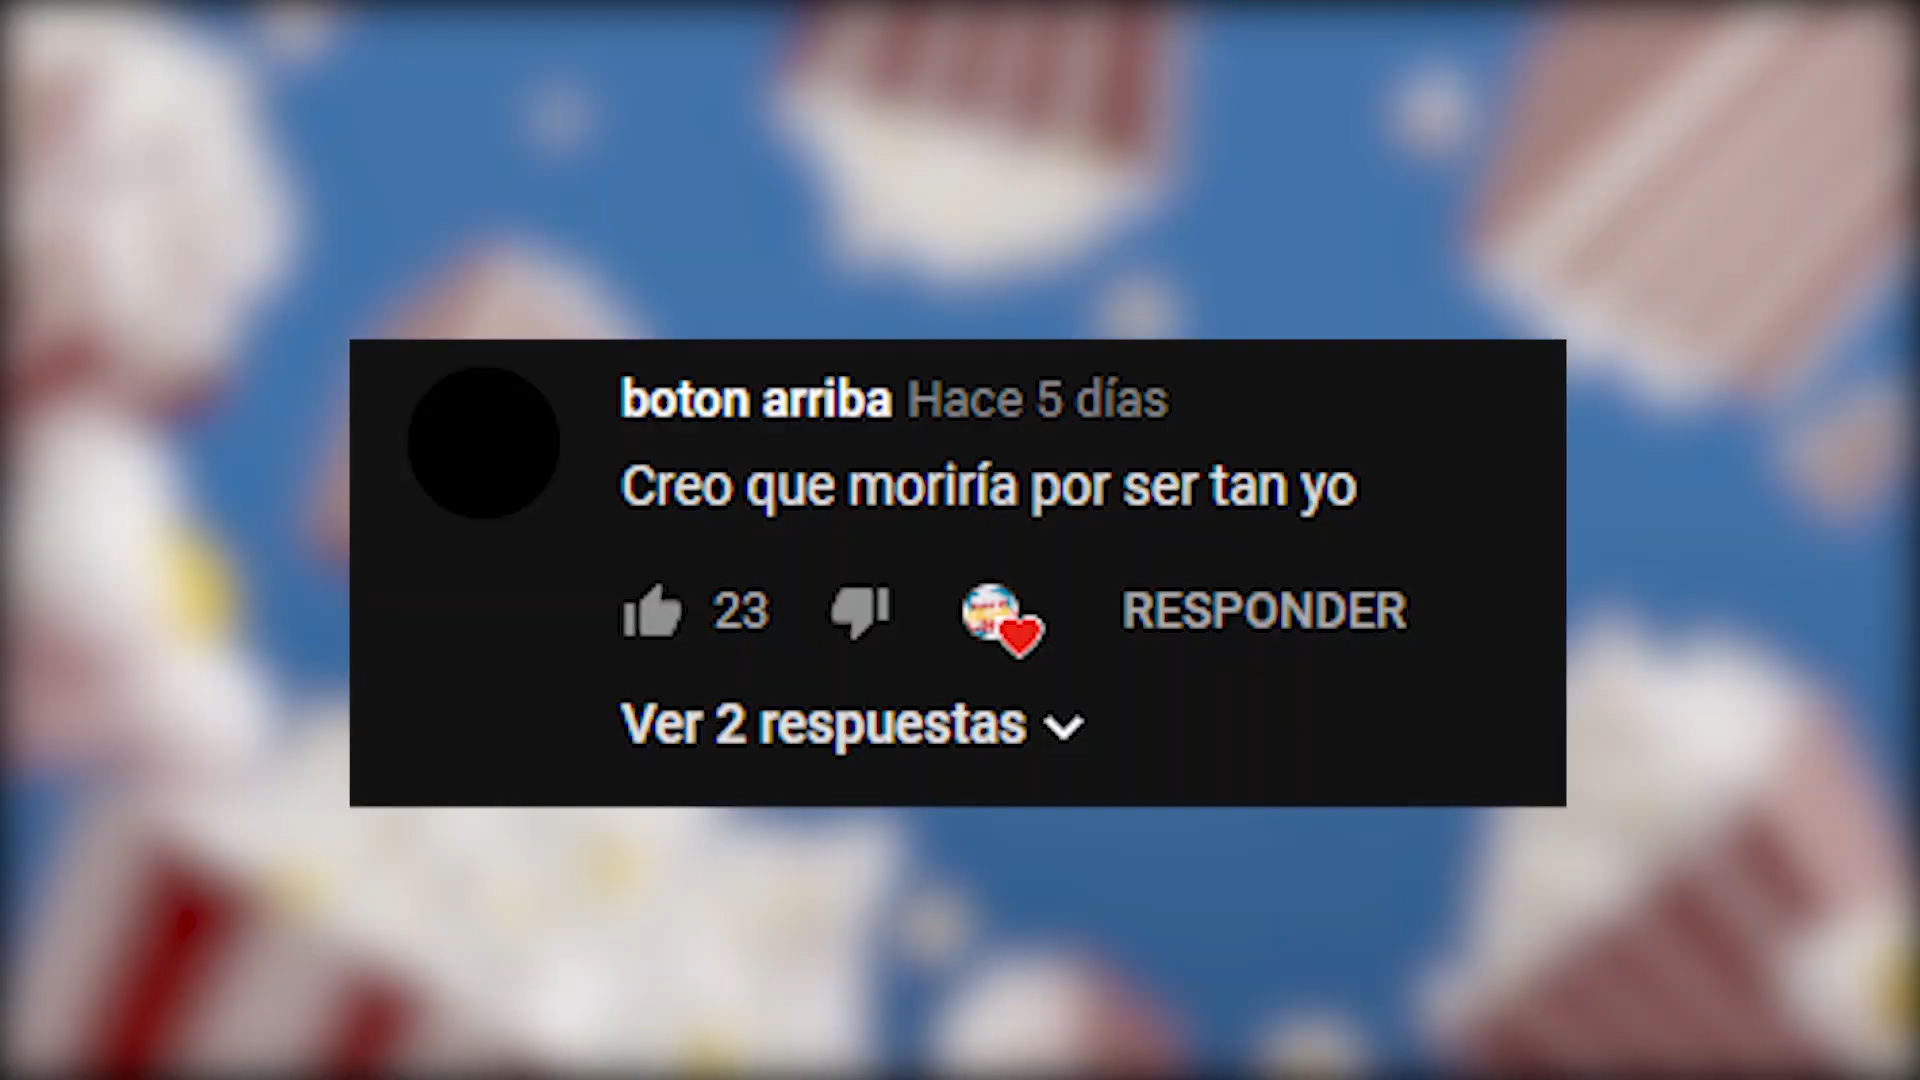 boton arriba Hace 5 días
Creo que moriría por ser tan yo
23 RESPONDER
Ver 2 respuestas